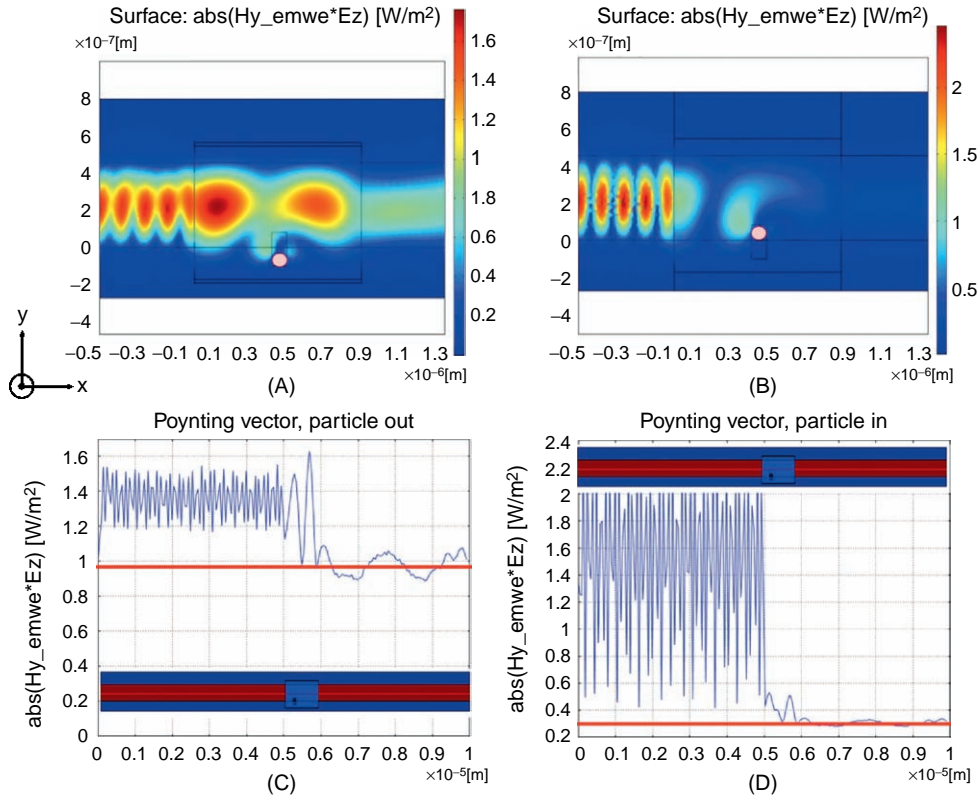 Surface: abs(Hy_emwe*Ez) [W/m²]
×10⁻⁷[m]
8
6
4
2
0
−2
−4
−0.5 −0.3 −0.1 0.1 0.3 0.5 0.7 0.9 1.1 1.3
×10⁻⁶[m]
1.6
1.4
1.2
1
0.8
0.6
0.4
0.2
(A)
Surface: abs(Hy_emwe*Ez) [W/m²]
×10⁻⁷[m]
8
6
4
2
0
−2
−4
−0.5 −0.3 −0.1 0.1 0.3 0.5 0.7 0.9 1.1 1.3
×10⁻⁶[m]
2
1.5
1
0.5
(B)
y
x
Poynting vector, particle out
abs(Hy_emwe*Ez) [W/m²]
1.6
1.4
1.2
1
0.8
0.6
0.4
0.2
0
0 0.1 0.2 0.3 0.4 0.5 0.6 0.7 0.8 0.9 1
×10⁻⁵[m]
(C)
Poynting vector, particle in
abs(Hy_emwe*Ez) [W/m²]
2.4
2.2
2
1.8
1.6
1.4
1.2
1
0.8
0.6
0.4
0.2
0 0.1 0.2 0.3 0.4 0.5 0.6 0.7 0.8 0.9 1
×10⁻⁵[m]
(D)